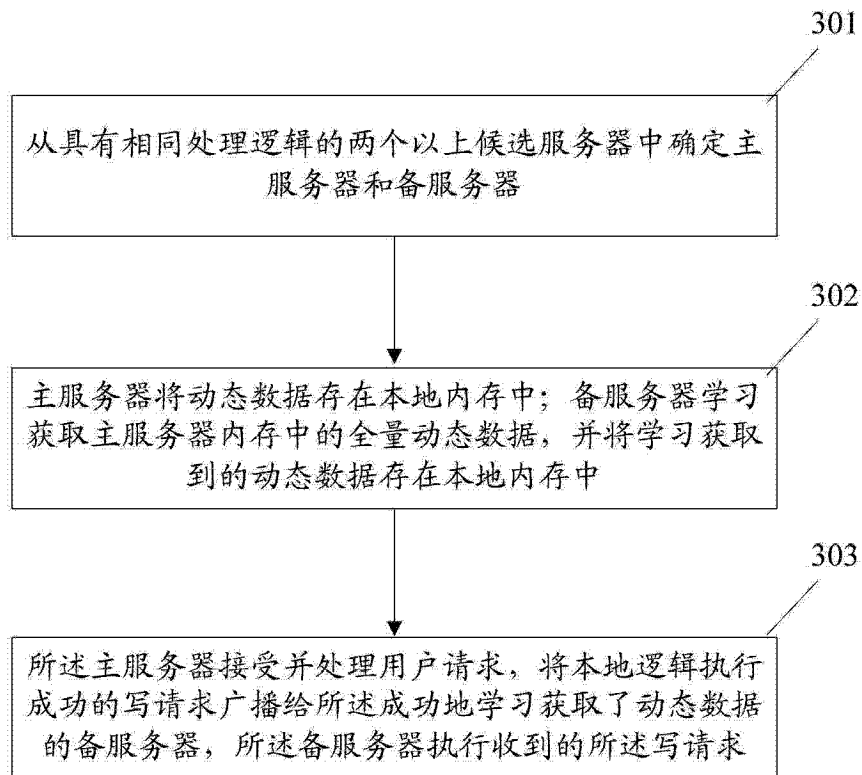 301
从具有相同处理逻辑的两个以上候选服务器中确定主
服务器和备服务器
302
主服务器将动态数据存在本地内存中；备服务器学习
获取主服务器内存中的全量动态数据，并将学习获取
到的动态数据存在本地内存中
303
所述主服务器接受并处理用户请求，将本地逻辑执行
成功的写请求广播给所述成功地学习获取了动态数据
的备服务器，所述备服务器执行收到的所述写请求